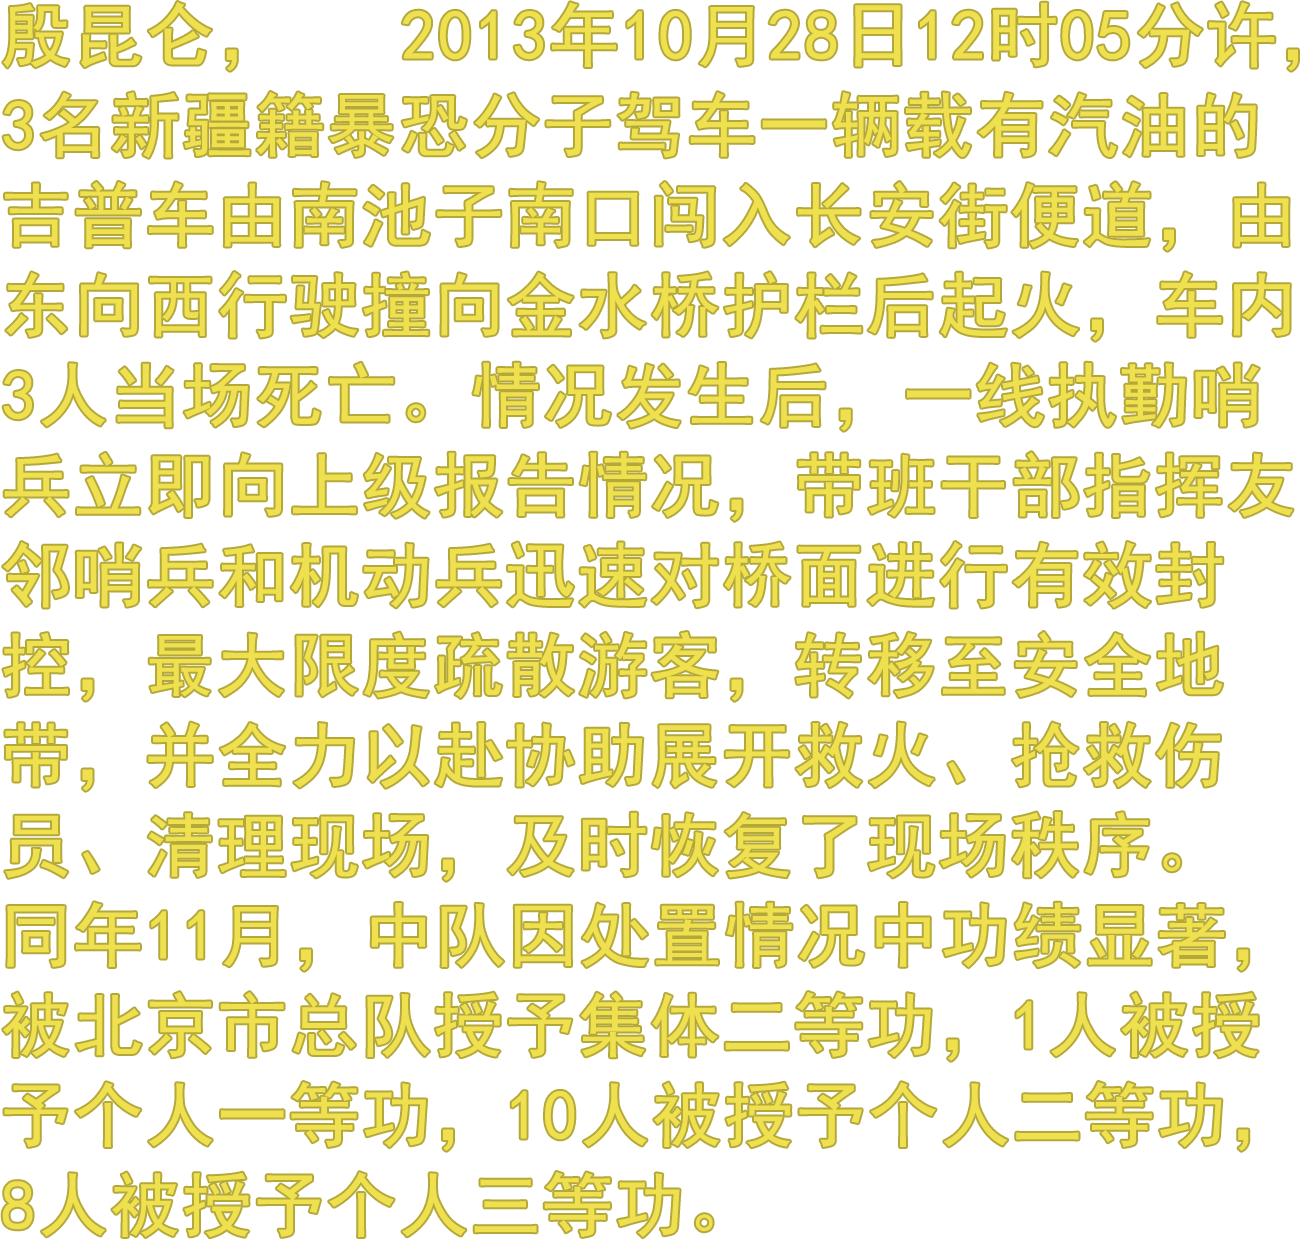 殷昆仑，　　2013年10月28日12时05分许，
3名新疆籍暴恐分子驾车一辆载有汽油的
吉普车由南池子南口闯入长安街便道，由
东向西行驶撞向金水桥护栏后起火，车内
3人当场死亡。情况发生后，一线执勤哨
兵立即向上级报告情况，带班干部指挥友
邻哨兵和机动兵迅速对桥面进行有效封
控，最大限度疏散游客，转移至安全地
带，并全力以赴协助展开救火、抢救伤
员、清理现场，及时恢复了现场秩序。
同年11月，中队因处置情况中功绩显著，
被北京市总队授予集体二等功，1人被授
予个人一等功，10人被授予个人二等功，
8人被授予个人三等功。